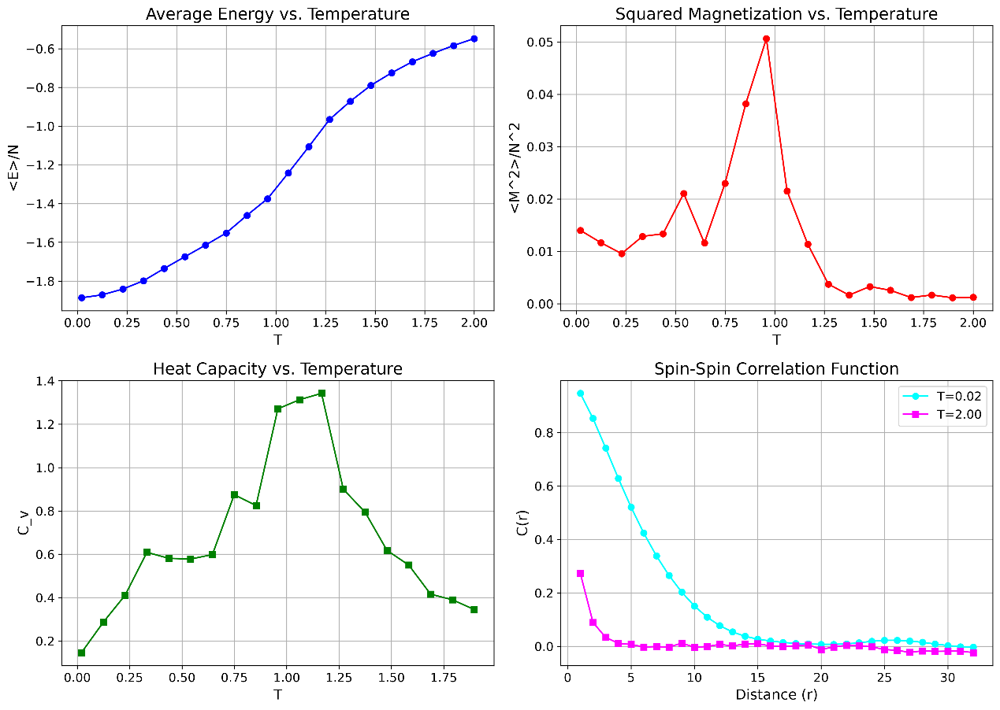 Average Energy vs. Temperature
<E>/N
−0.6
−0.8
−1.0
−1.2
−1.4
−1.6
−1.8
0.00 0.25 0.50 0.75 1.00 1.25 1.50 1.75 2.00
T
Squared Magnetization vs. Temperature
<M^2>/N^2
0.05
0.04
0.03
0.02
0.01
0.00
0.00 0.25 0.50 0.75 1.00 1.25 1.50 1.75 2.00
T
Heat Capacity vs. Temperature
C_v
1.4
1.2
1.0
0.8
0.6
0.4
0.2
0.00 0.25 0.50 0.75 1.00 1.25 1.50 1.75
T
Spin-Spin Correlation Function
T=0.02
T=2.00
C(r)
0.8
0.6
0.4
0.2
0.0
0 5 10 15 20 25 30
Distance (r)